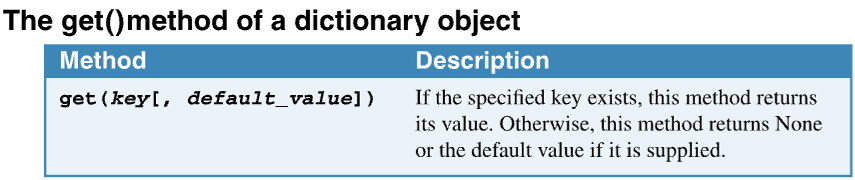 The get()method of a dictionary object
Method Description
get(key[, default_value]) If the specified key exists, this method returns
its value. Otherwise, this method returns None
or the default value if it is supplied.